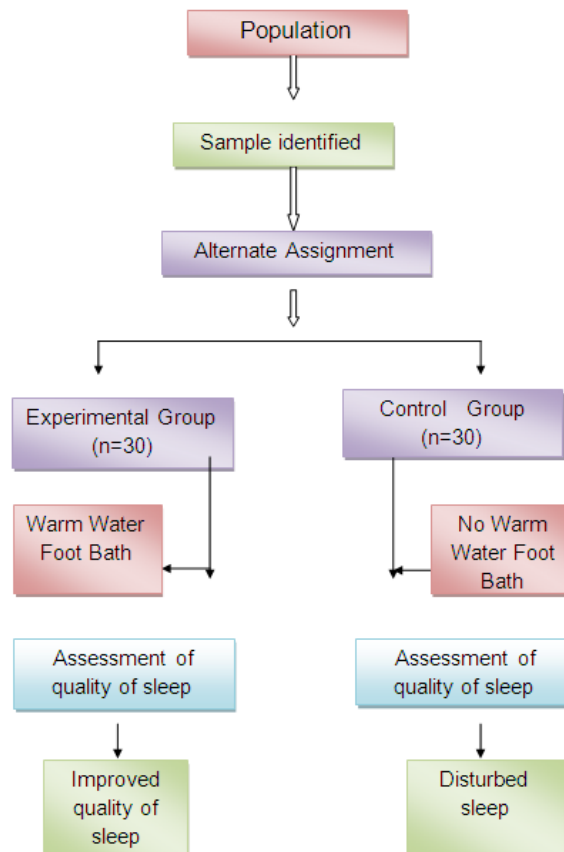 Population
Sample identified
Alternate Assignment
Experimental Group
(n=30)
Control Group
(n=30)
Warm Water
Foot Bath
No Warm
Water Foot
Bath
Assessment of
quality of sleep
Assessment of
quality of sleep
Improved
quality of
sleep
Disturbed
sleep